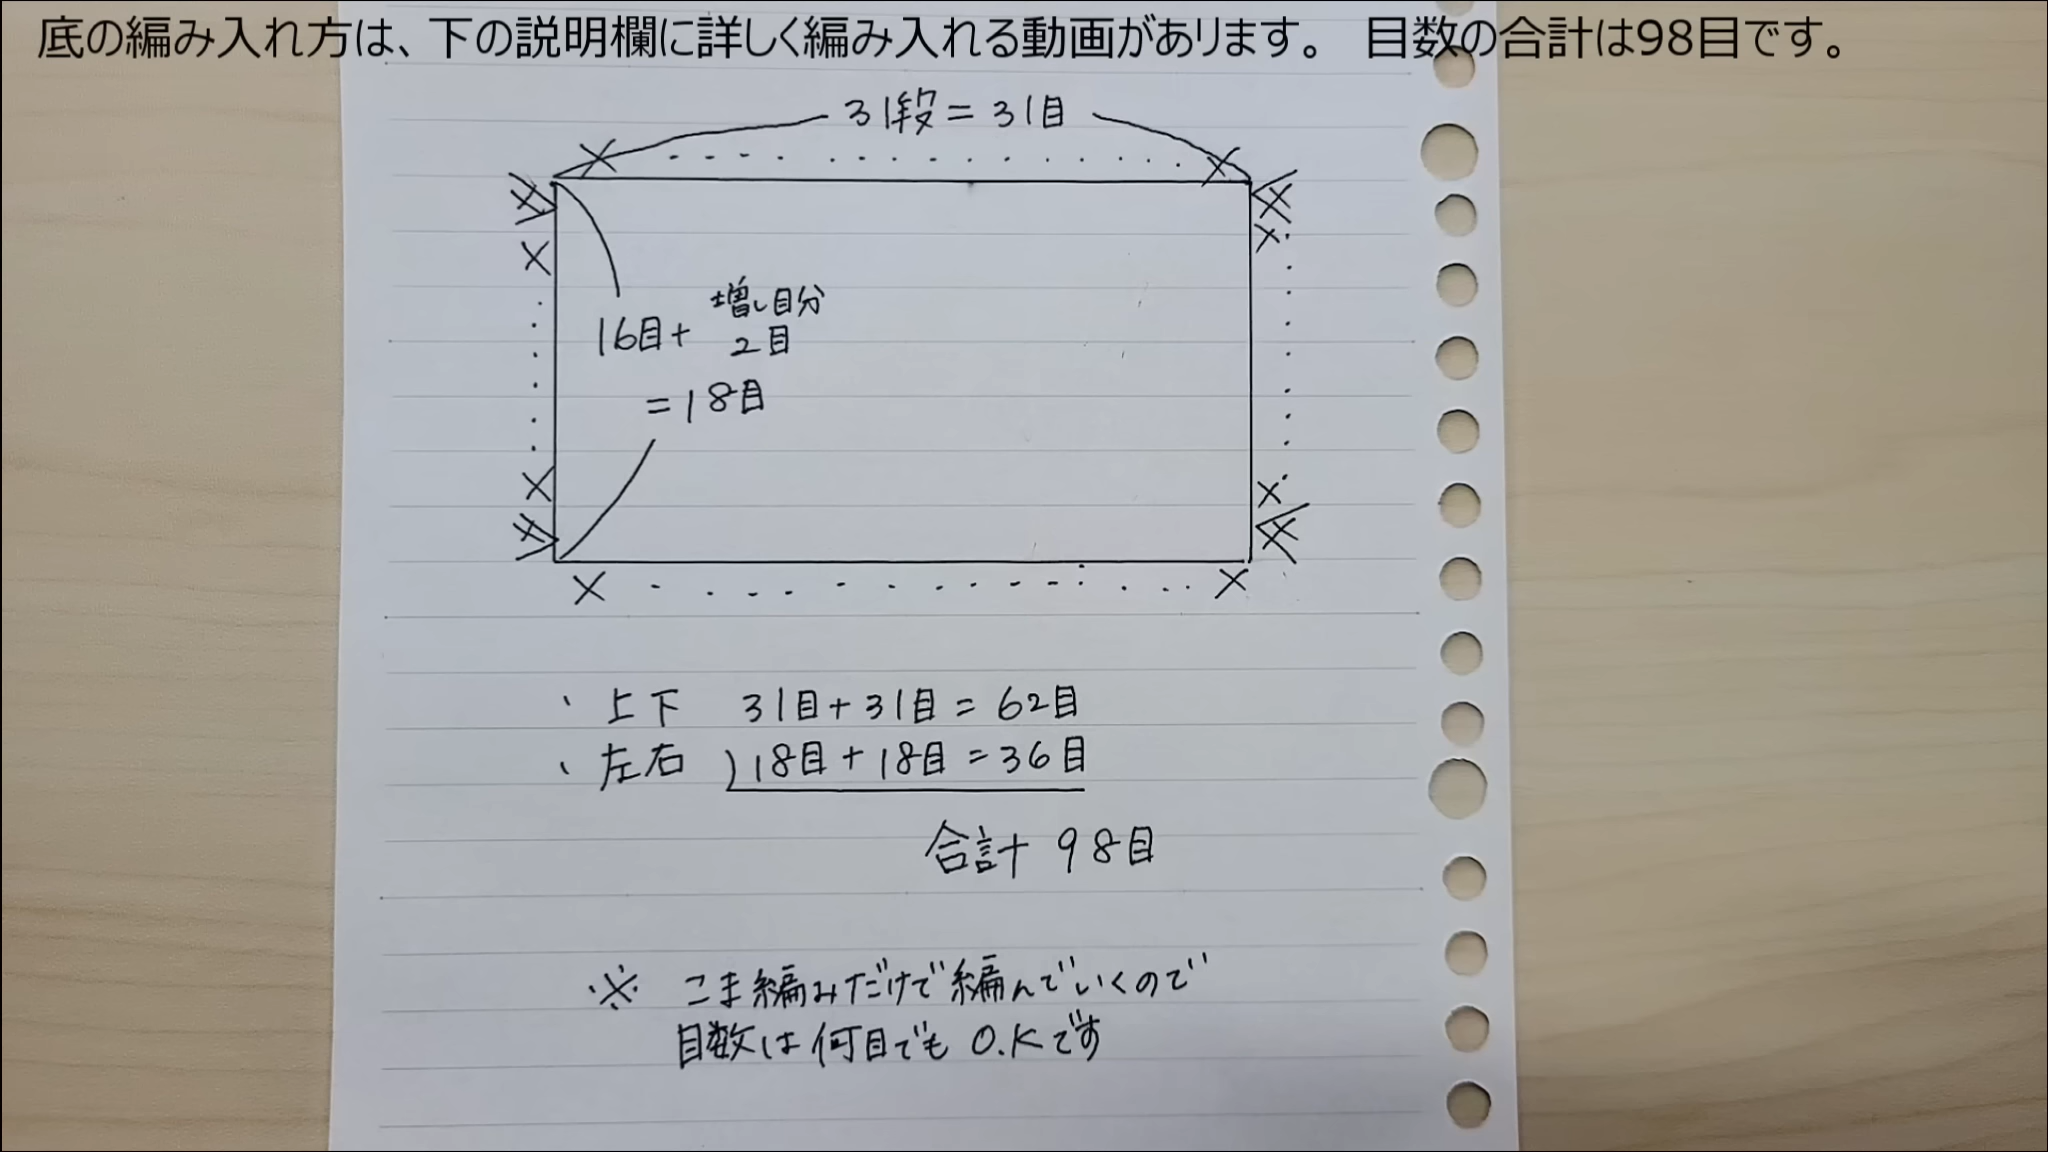 底の編み入れ方は、下の説明欄に詳しく編み入れる動画があります。 目数の合計は98目です。
31段=31目
増し目分
16目+ 2目
=18目
・上下 31目+31目=62目
・左右 )18目+18目=36目
合計 98目
※ こま編みだけで編んでいくので
目数は何目でもO.Kです